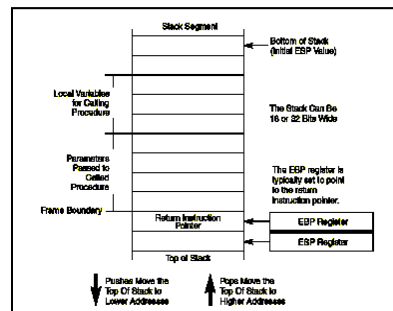 Stack Segment
Bottom of Stack
(Initial ESP Value)
Local Variables
for Calling
Procedure
The Stack Can Be
16 or 32 Bits Wide
Parameters
Passed to
Called
Procedure
The EBP register is
typically set to point
to the return
instruction pointer.
Frame Boundary
Return Instruction
Pointer
EBP Register
ESP Register
Top of Stack
Pushes Move the
Top Of Stack to
Lower Addresses
Pops Move the
Top Of Stack to
Higher Addresses